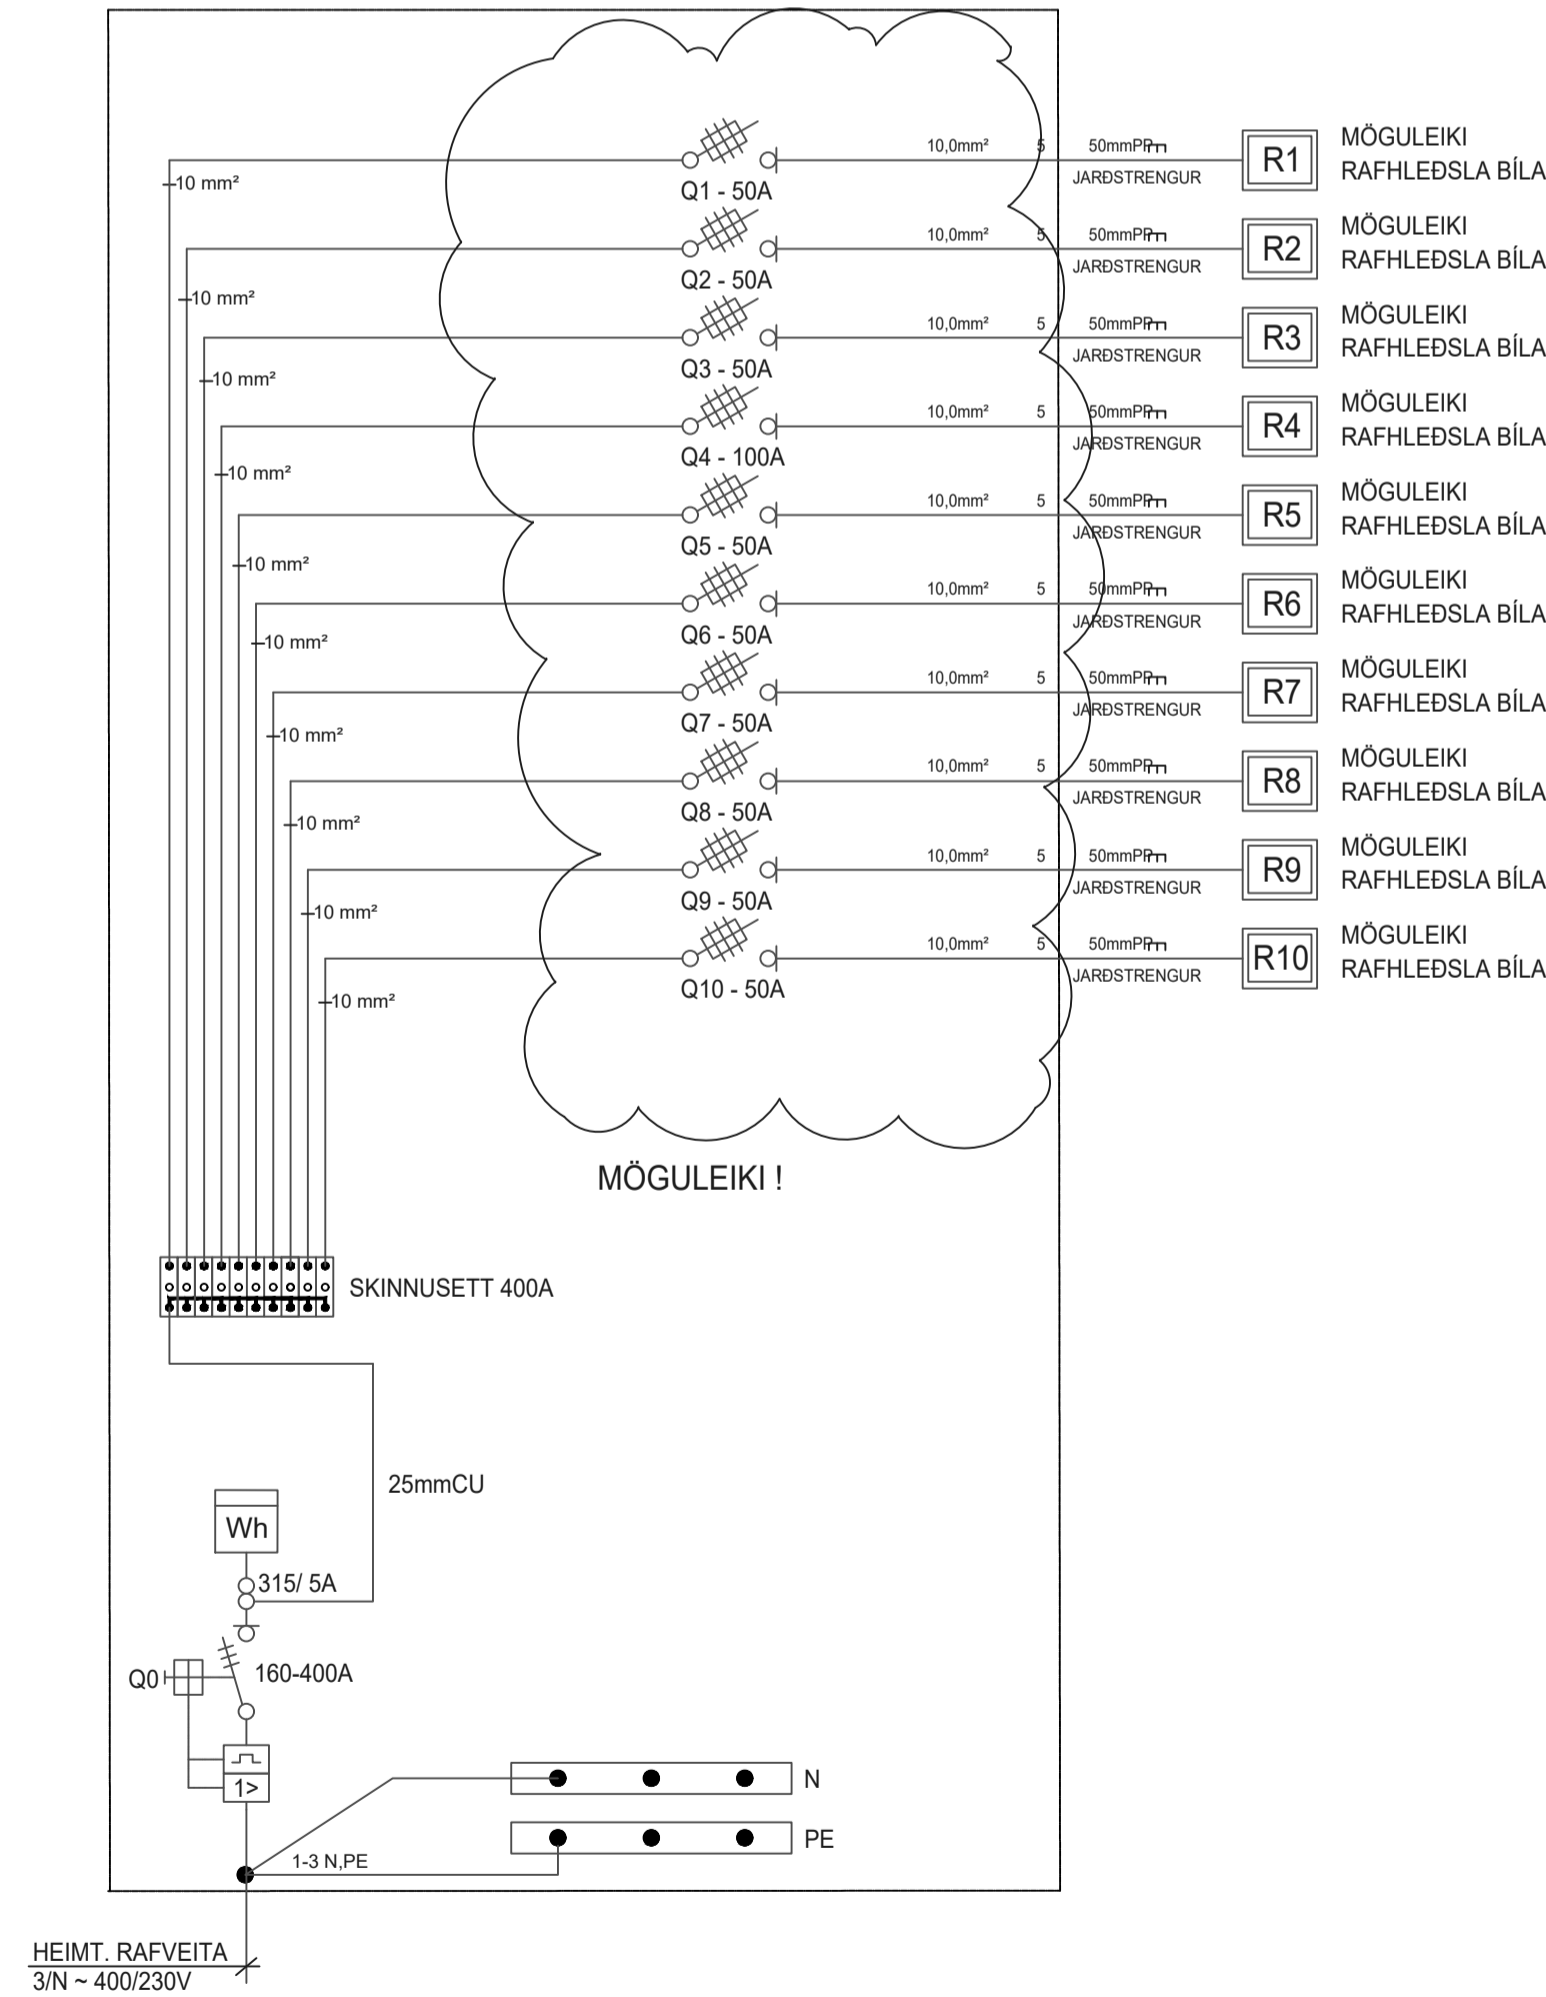 10,0mm² 5 50mmPP MÖGULEIKI
R1
JARÐSTRENGUR RAFHLEÐSLA BÍLA
10 mm²
Q1 - 50A
10,0mm² 5 50mmPP MÖGULEIKI
R2
JARÐSTRENGUR RAFHLEÐSLA BÍLA
10 mm²
Q2 - 50A
10,0mm² 5 50mmPP MÖGULEIKI
R3
JARÐSTRENGUR RAFHLEÐSLA BÍLA
10 mm²
Q3 - 50A
10,0mm² 5 50mmPP MÖGULEIKI
R4
JARÐSTRENGUR RAFHLEÐSLA BÍLA
10 mm²
Q4 - 100A
10,0mm² 5 50mmPP MÖGULEIKI
R5
JARÐSTRENGUR RAFHLEÐSLA BÍLA
10 mm²
Q5 - 50A
10,0mm² 5 50mmPP MÖGULEIKI
R6
JARÐSTRENGUR RAFHLEÐSLA BÍLA
10 mm²
Q6 - 50A
10,0mm² 5 50mmPP MÖGULEIKI
R7
JARÐSTRENGUR RAFHLEÐSLA BÍLA
10 mm²
Q7 - 50A
10,0mm² 5 50mmPP MÖGULEIKI
R8
JARÐSTRENGUR RAFHLEÐSLA BÍLA
10 mm²
Q8 - 50A
10,0mm² 5 50mmPP MÖGULEIKI
R9
JARÐSTRENGUR RAFHLEÐSLA BÍLA
10 mm²
Q9 - 50A
10,0mm² 5 50mmPP MÖGULEIKI
R10
JARÐSTRENGUR RAFHLEÐSLA BÍLA
10 mm²
Q10 - 50A
MÖGULEIKI !
SKINNUSETT 400A
25mmCU
Wh
315/ 5A
Q0
160-400A
1>
N
PE
1-3 N,PE
HEIMT. RAFVEITA
3/N ~ 400/230V